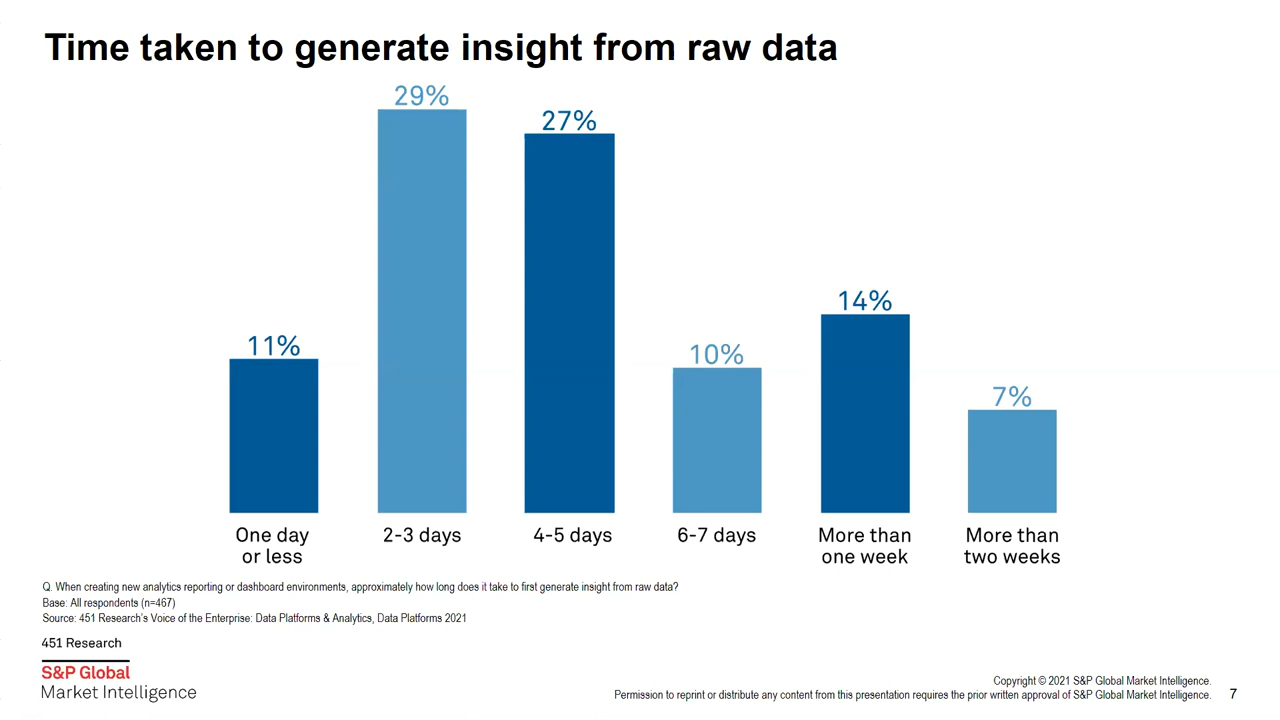 Time taken to generate insight from raw data
29%
27%
14%
11%
10%
7%
One day
or less
2-3 days
4-5 days
6-7 days
More than
one week
More than
two weeks
Q. When creating new analytics reporting or dashboard environments, approximately how long does it take to first generate insight from raw data?
Base: All respondents (n=467)
Source: 451 Research's Voice of the Enterprise: Data Platforms & Analytics, Data Platforms 2021
451 Research
S&P Global
Market Intelligence
Copyright © 2021 S&P Global Market Intelligence.
Permission to reprint or distribute any content from this presentation requires the prior written approval of S&P Global Market Intelligence.
7